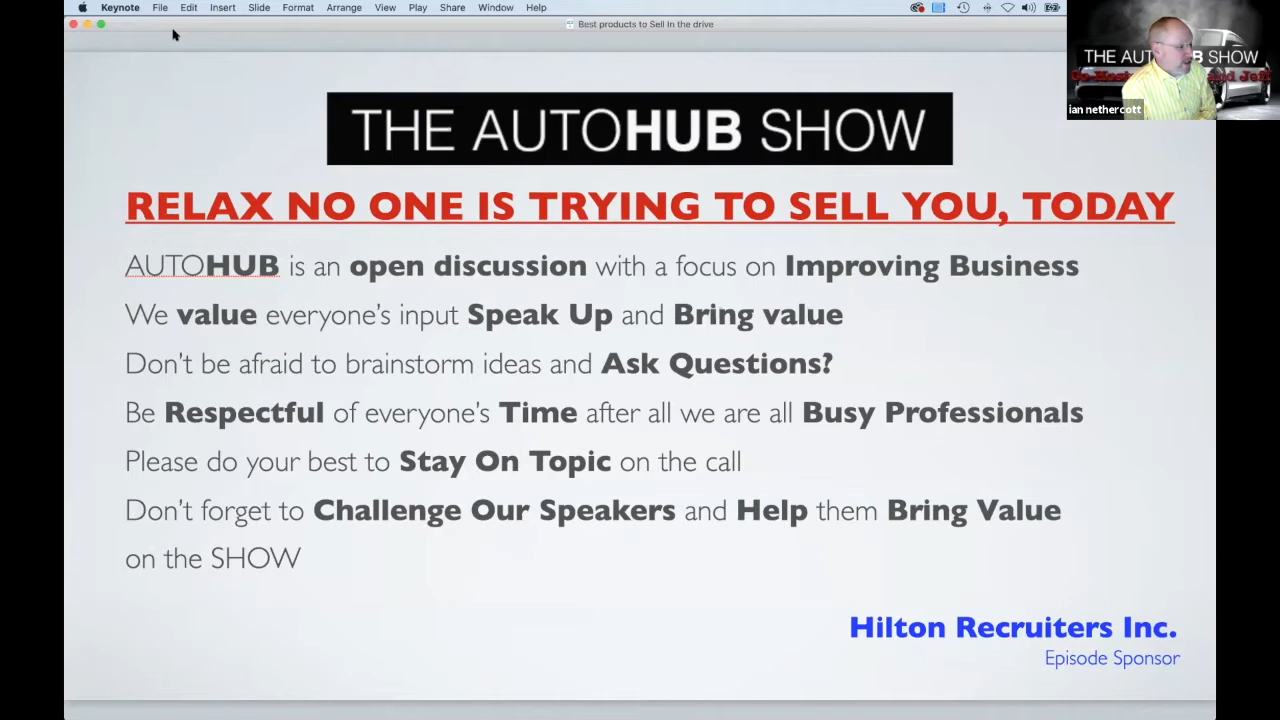 Keynote File Edit Insert Slide Format Arrange View Play Share Window Help
Best products to Sell In the drive
THE AUTOHUB SHOW
ian nethercott
THE AUTOHUB SHOW
RELAX NO ONE IS TRYING TO SELL YOU, TODAY
AUTOHUB is an open discussion with a focus on Improving Business
We value everyone's input Speak Up and Bring value
Don't be afraid to brainstorm ideas and Ask Questions?
Be Respectful of everyone's Time after all we are all Busy Professionals
Please do your best to Stay On Topic on the call
Don't forget to Challenge Our Speakers and Help them Bring Value
on the SHOW
Hilton Recruiters Inc.
Episode Sponsor